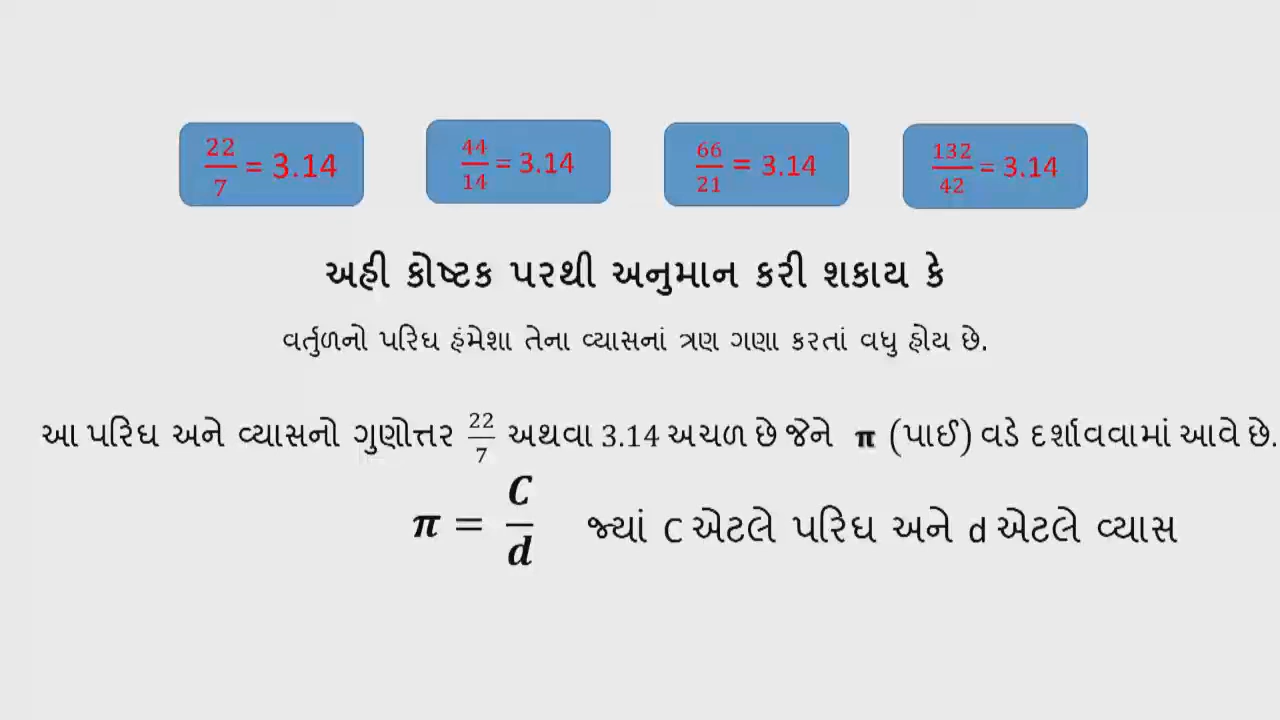 22/7 = 3.14 44/14 = 3.14 66/21 = 3.14 132/42 = 3.14
અહી કોષ્ટક પરથી અનુમાન કરી શકાય કે
વર્તુળનો પરિઘ હંમેશા તેના વ્યાસનાં ત્રણ ગણા કરતાં વધુ હોય છે.
આ પરિઘ અને વ્યાસનો ગુણોત્તર 22/7 અથવા 3.14 અચળ છે જેને π (પાઈ) વડે દર્શાવવામાં આવે છે.
π = C/d જ્યાં C એટલે પરિઘ અને d એટલે વ્યાસ